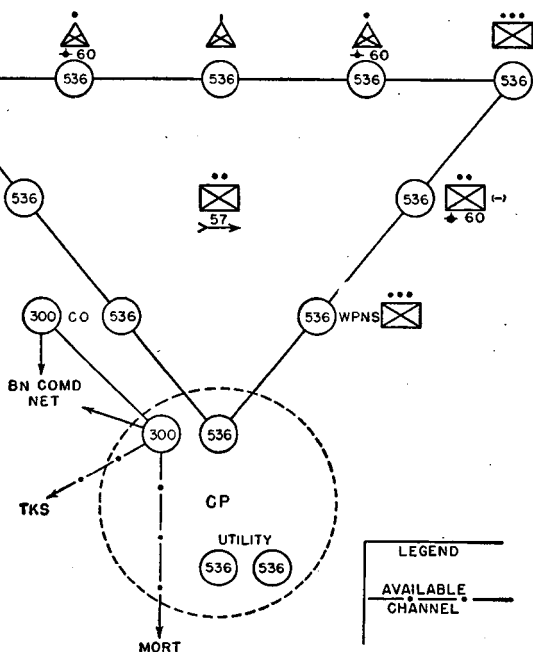 60 60
536 536 536 536
536 57 536 60 (-)
300 CO 536 536 WPNS
BN COMD
NET
300 536
TKS
CP
UTILITY
536 536
MORT
LEGEND
AVAILABLE
CHANNEL